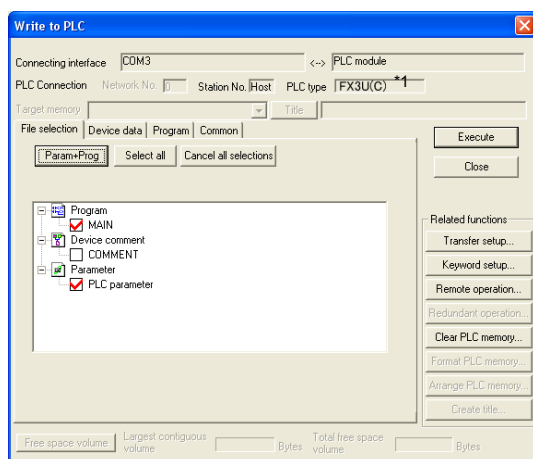 Write to PLC
Connecting interface COM3 <--> PLC module
PLC Connection Network No. 0 Station No. Host PLC type FX3U(C) *1
Target memory Title
File selection Device data Program Common
Execute
Param+Prog Select all Cancel all selections
Close
Program
MAIN
Device comment
COMMENT
Parameter
PLC parameter
Related functions
Transfer setup...
Keyword setup...
Remote operation...
Redundant operation...
Clear PLC memory...
Format PLC memory...
Arrange PLC memory...
Create title...
Free space volume Largest contiguous volume Bytes Total free space volume Bytes